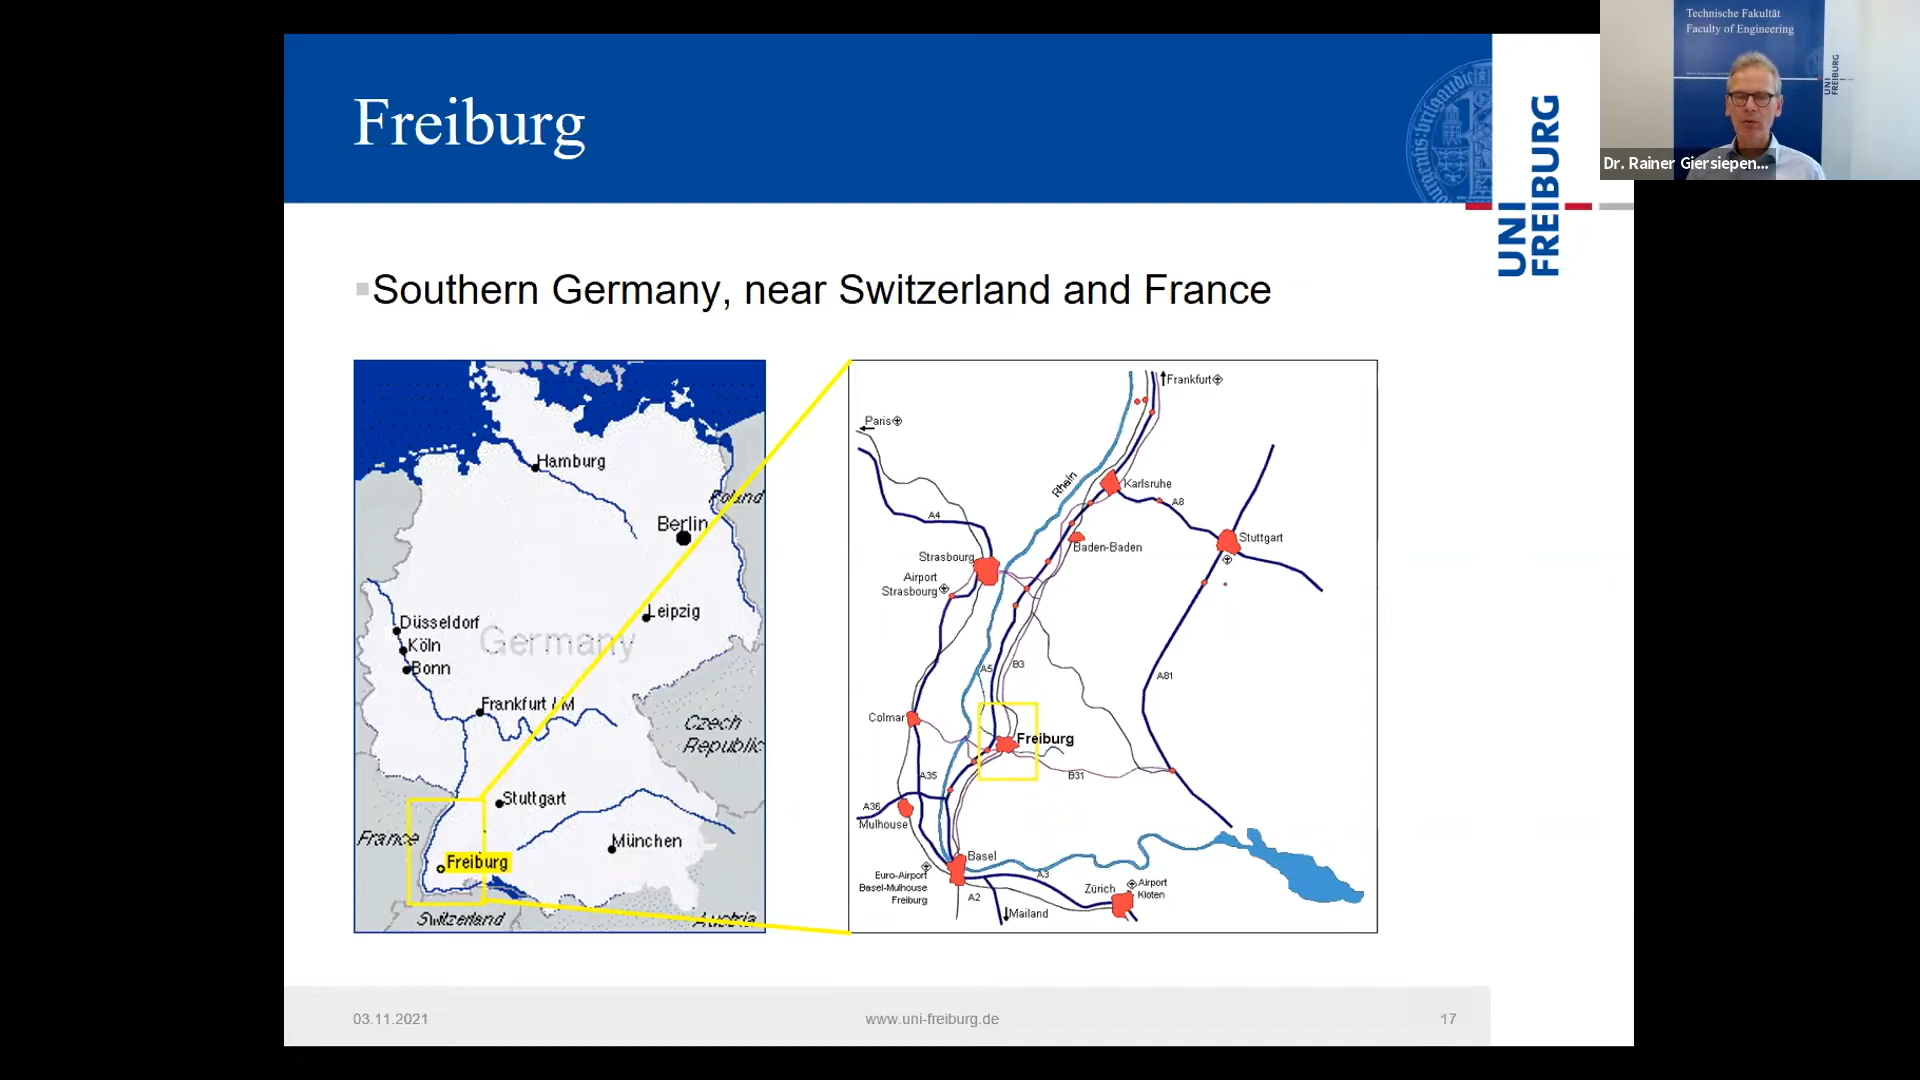 Freiburg
UNI
FREIBURG
Technische Fakultät
Faculty of Engineering
UNI
FREIBURG
Dr. Rainer Giersiepen...
Southern Germany, near Switzerland and France
Hamburg
Poland
Berlin
Leipzig
Düsseldorf
Köln
Bonn
Germany
Frankfurt / M
Czech
Republic
Stuttgart
France
München
Freiburg
Switzerland
Austria
Frankfurt
Paris
Rhein
Karlsruhe
A8
A4
Stuttgart
Baden-Baden
Strasbourg
Airport
Strasbourg
A5
B3
A81
Colmar
Freiburg
A35
B31
A36
Mulhouse
Basel
Euro-Airport
Basel-Mulhouse
Freiburg
A3
A2
Zürich
Airport
Kloten
Mailand
03.11.2021
www.uni-freiburg.de
17